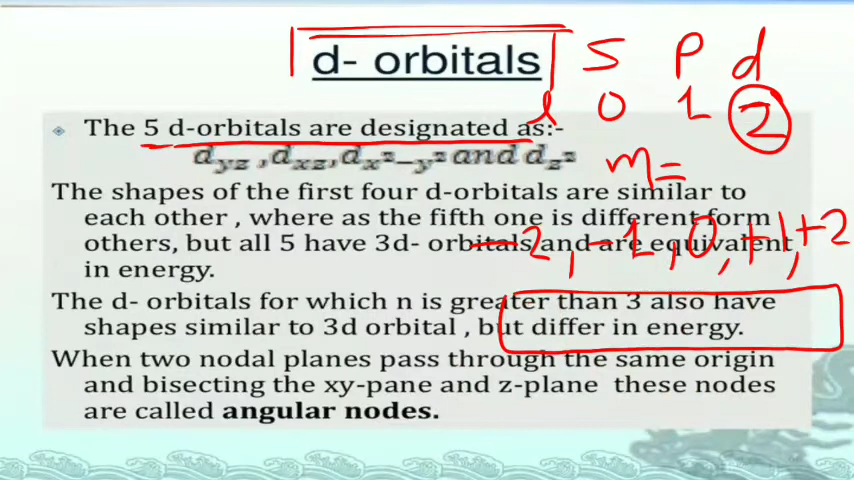 d- orbitals
S P d
l 0 1 2
The 5 d-orbitals are designated as:-
dyz ,dxz,dx²−y² and dz²
m=
The shapes of the first four d-orbitals are similar to
each other , where as the fifth one is different form
others, but all 5 have 3d- orbitals and are equivalent
-2, -1, 0, +1, +2
in energy.
The d- orbitals for which n is greater than 3 also have
shapes similar to 3d orbital , but differ in energy.
When two nodal planes pass through the same origin
and bisecting the xy-pane and z-plane these nodes
are called angular nodes.